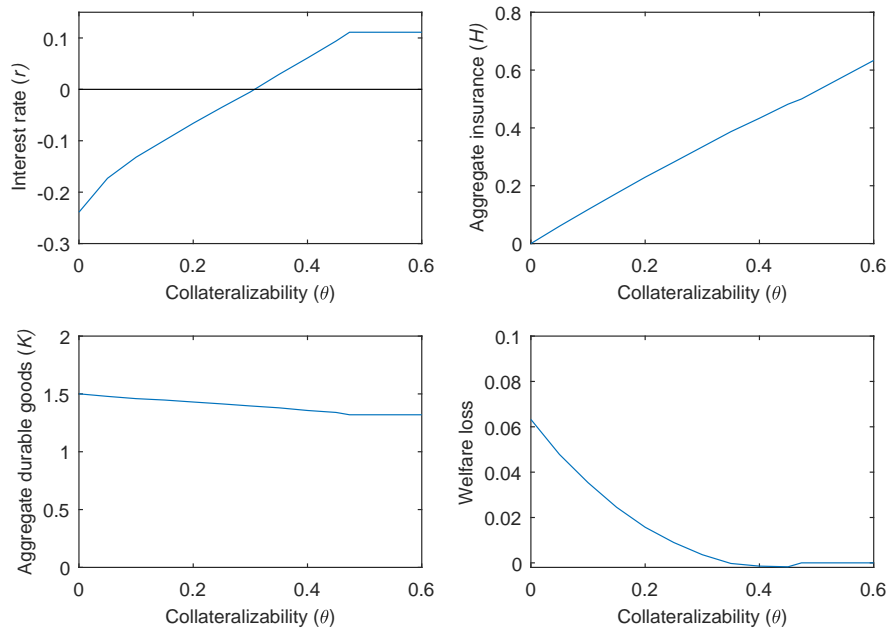 Interest rate (r)
0.1
0
-0.1
-0.2
-0.3
0 0.2 0.4 0.6
Collateralizability (θ)
Aggregate insurance (H)
0.8
0.6
0.4
0.2
0
0 0.2 0.4 0.6
Collateralizability (θ)
Aggregate durable goods (K)
2
1.5
1
0.5
0
0 0.2 0.4 0.6
Collateralizability (θ)
Welfare loss
0.1
0.08
0.06
0.04
0.02
0
0 0.2 0.4 0.6
Collateralizability (θ)